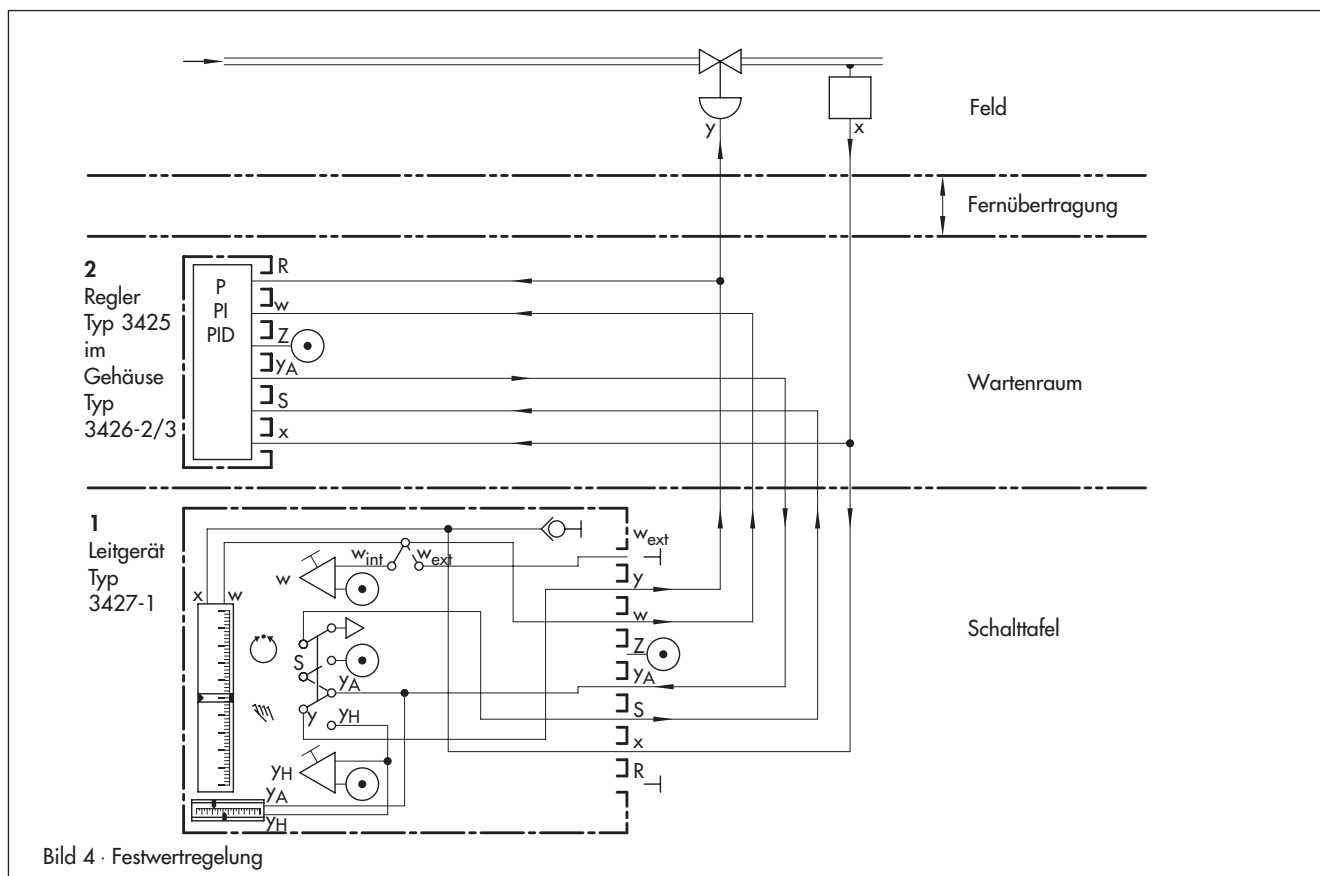 y
x
Feld
Fernübertragung
2
Regler
Typ 3425
im
Gehäuse
Typ
3426-2/3
P
PI
PID
R
w
Z
yA
S
x
Wartenraum
1
Leitgerät
Typ
3427-1
x w
w
wint
wext
S
yA
y
yH
yH
yA
yH
wext
y
w
Z
yA
S
x
R
Schalttafel
Bild 4 · Festwertregelung